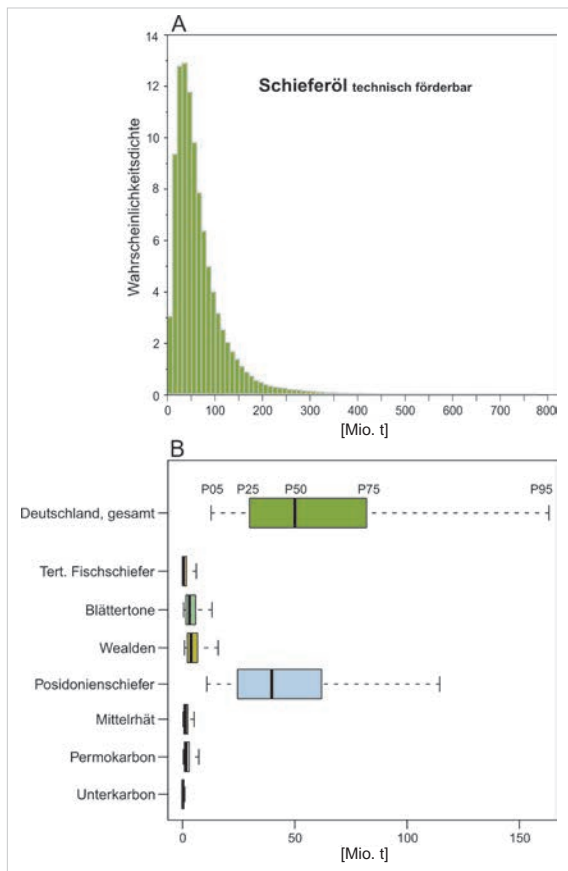 A
Schieferöl technisch förderbar
Wahrscheinlichkeitsdichte
14
12
10
8
6
4
2
0
0 100 200 300 400 500 600 700 800
[Mio. t]
B
P05 P25 P50 P75 P95
Deutschland, gesamt
Tert. Fischschiefer
Blättertone
Wealden
Posidonienschiefer
Mittelrhät
Permokarbon
Unterkarbon
0 50 100 150
[Mio. t]